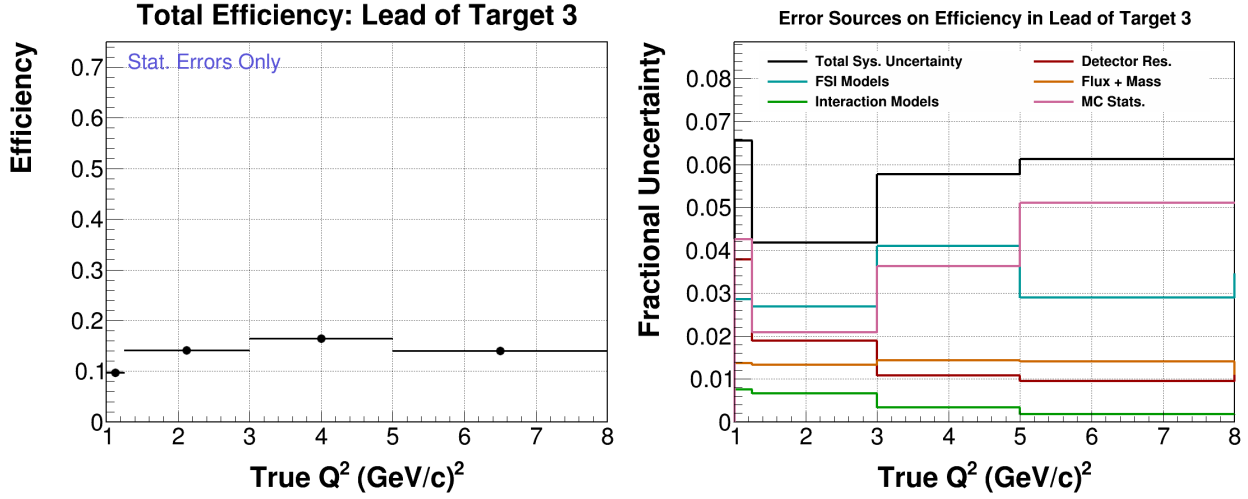 Total Efficiency: Lead of Target 3
Stat. Errors Only
Efficiency
0.7
0.6
0.5
0.4
0.3
0.2
0.1
0
1 2 3 4 5 6 7 8
True Q² (GeV/c)²
Error Sources on Efficiency in Lead of Target 3
Total Sys. Uncertainty
FSI Models
Interaction Models
Detector Res.
Flux + Mass
MC Stats.
Fractional Uncertainty
0.08
0.07
0.06
0.05
0.04
0.03
0.02
0.01
0
1 2 3 4 5 6 7 8
True Q² (GeV/c)²